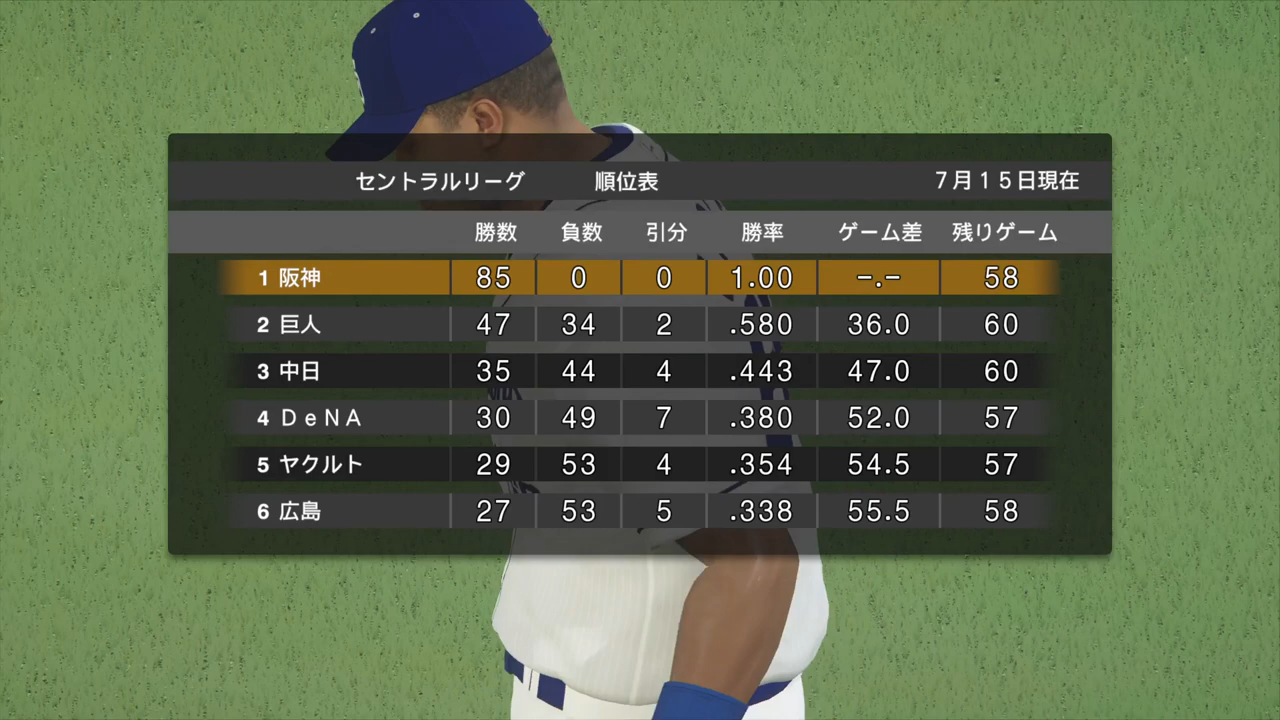 セントラルリーグ 順位表 7月15日現在
勝数 負数 引分 勝率 ゲーム差 残りゲーム
1 阪神 85 0 0 1.00 -.- 58
2 巨人 47 34 2 .580 36.0 60
3 中日 35 44 4 .443 47.0 60
4 DeNA 30 49 7 .380 52.0 57
5 ヤクルト 29 53 4 .354 54.5 57
6 広島 27 53 5 .338 55.5 58